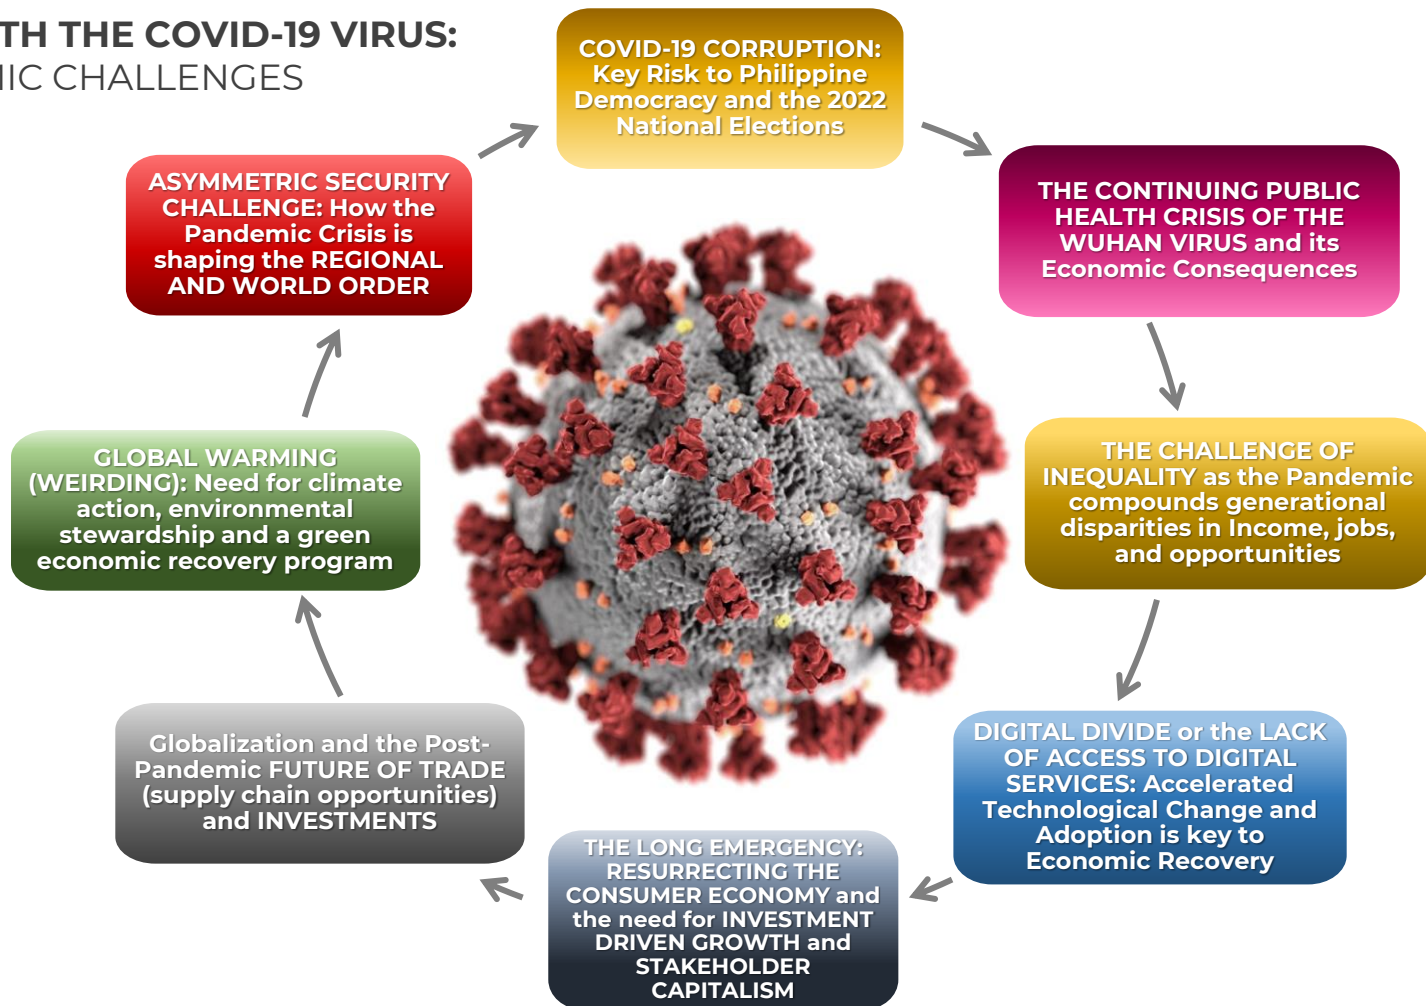 TH THE COVID-19 VIRUS:
IC CHALLENGES
COVID-19 CORRUPTION:
Key Risk to Philippine
Democracy and the 2022
National Elections
THE CONTINUING PUBLIC
HEALTH CRISIS OF THE
WUHAN VIRUS and its
Economic Consequences
THE CHALLENGE OF
INEQUALITY as the Pandemic
compounds generational
disparities in Income, jobs,
and opportunities
DIGITAL DIVIDE or the LACK
OF ACCESS TO DIGITAL
SERVICES: Accelerated
Technological Change and
Adoption is key to
Economic Recovery
THE LONG EMERGENCY:
RESURRECTING THE
CONSUMER ECONOMY and
the need for INVESTMENT
DRIVEN GROWTH and
STAKEHOLDER
CAPITALISM
Globalization and the Post-
Pandemic FUTURE OF TRADE
(supply chain opportunities)
and INVESTMENTS
GLOBAL WARMING
(WEIRDING): Need for climate
action, environmental
stewardship and a green
economic recovery program
ASYMMETRIC SECURITY
CHALLENGE: How the
Pandemic Crisis is
shaping the REGIONAL
AND WORLD ORDER